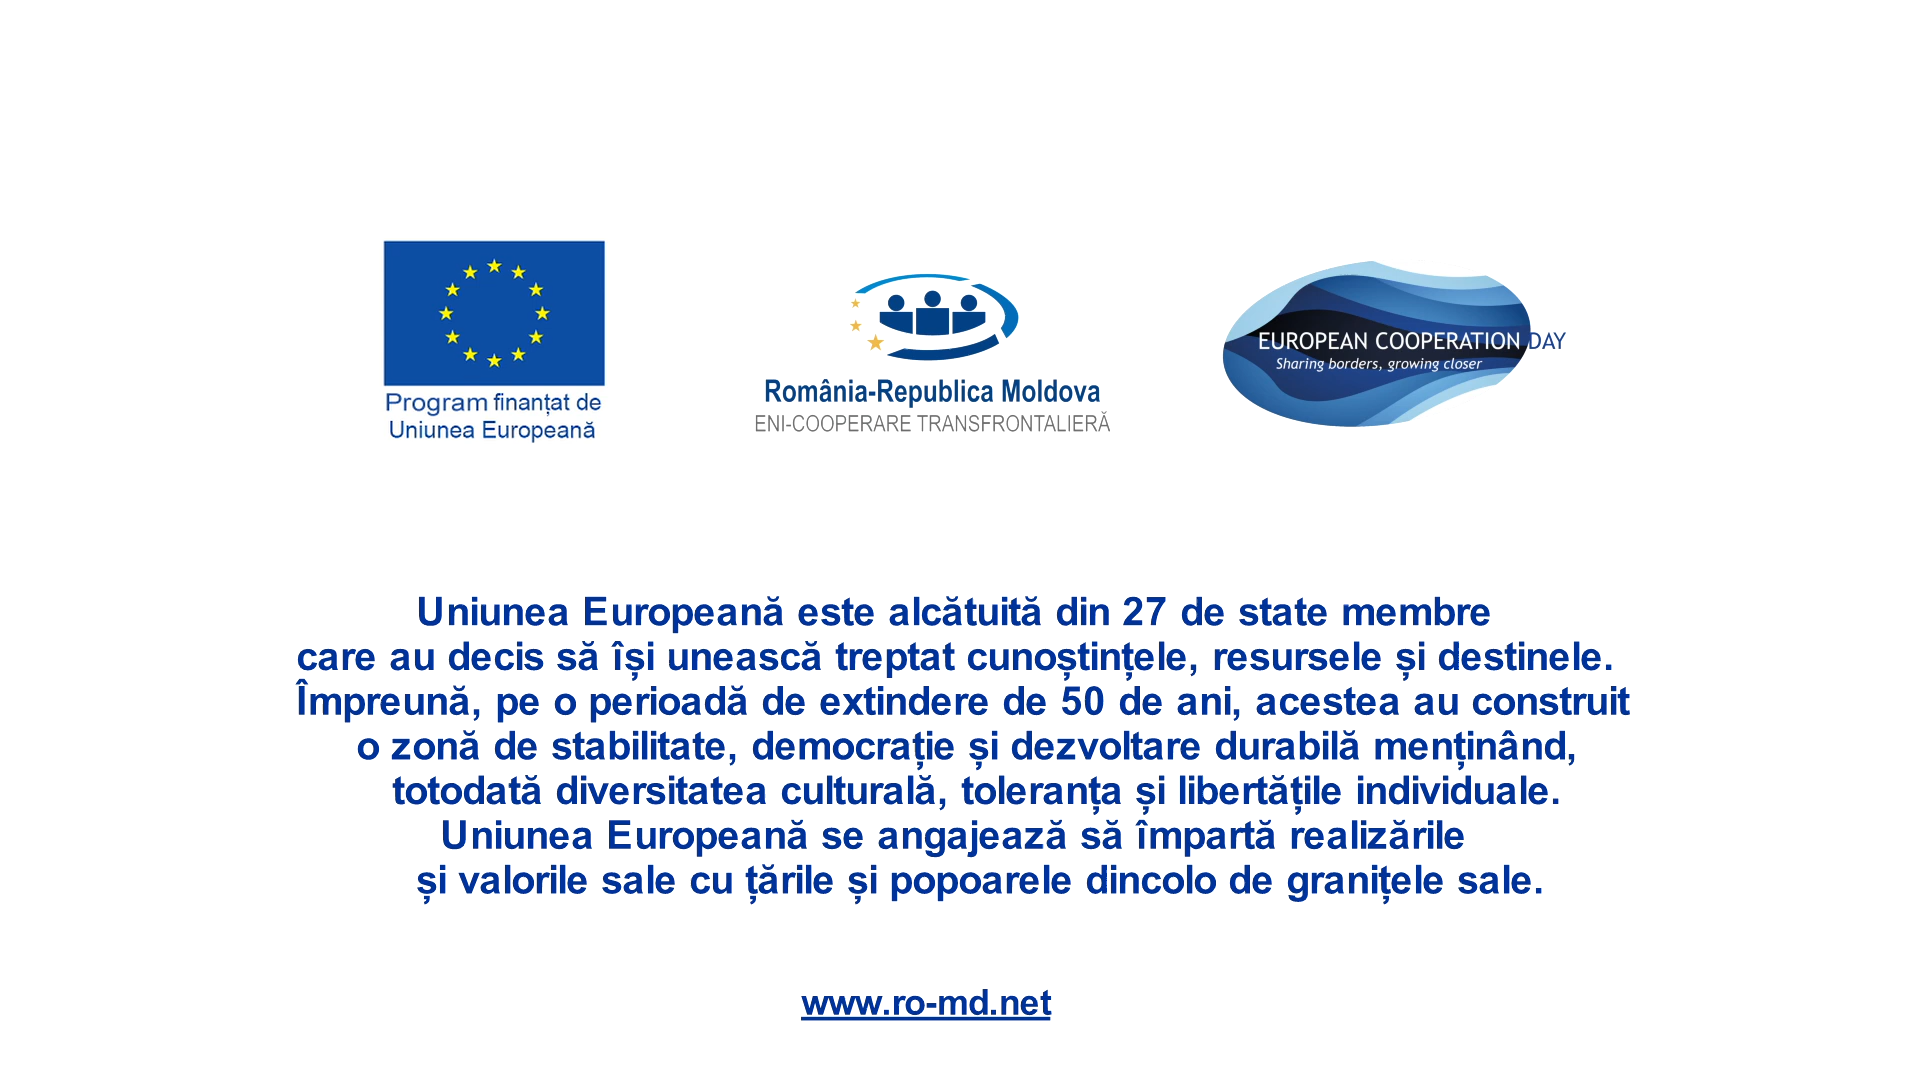 Program finanțat de
Uniunea Europeană
România-Republica Moldova
ENI-COOPERARE TRANSFRONTALIERĂ
EUROPEAN COOPERATION DAY
Sharing borders, growing closer
Uniunea Europeană este alcătuită din 27 de state membre
care au decis să își unească treptat cunoștințele, resursele și destinele.
Împreună, pe o perioadă de extindere de 50 de ani, acestea au construit
o zonă de stabilitate, democrație și dezvoltare durabilă menținând,
totodată diversitatea culturală, toleranța și libertățile individuale.
Uniunea Europeană se angajează să împartă realizările
și valorile sale cu țările și popoarele dincolo de granițele sale.
www.ro-md.net